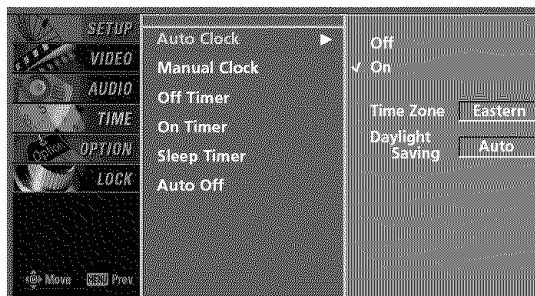 SETUP
VIDEO
AUDIO
TIME
Option OPTION
LOCK
Move MENU Prev
Auto Clock
Manual Clock
Off Timer
On Timer
Sleep Timer
Auto Off
Off
✓ On
Time Zone Eastern
Daylight
Saving Auto